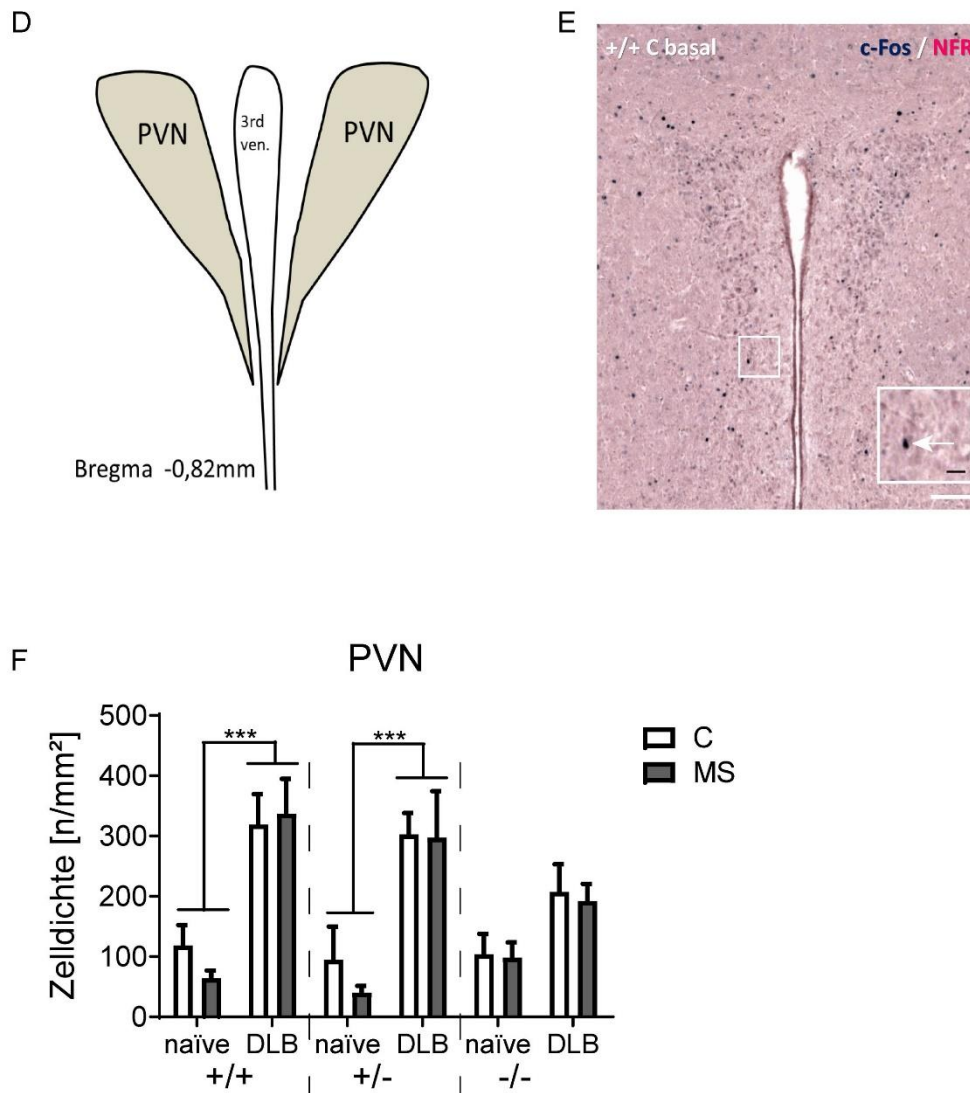 D
PVN
3rd
ven.
PVN
Bregma -0,82mm
E
+/+ C basal
c-Fos / NFR
F
PVN
Zelldichte [n/mm²]
500
400
300
200
100
0
***
***
C
MS
naïve DLB naïve DLB naïve DLB
+/+ +/- -/-